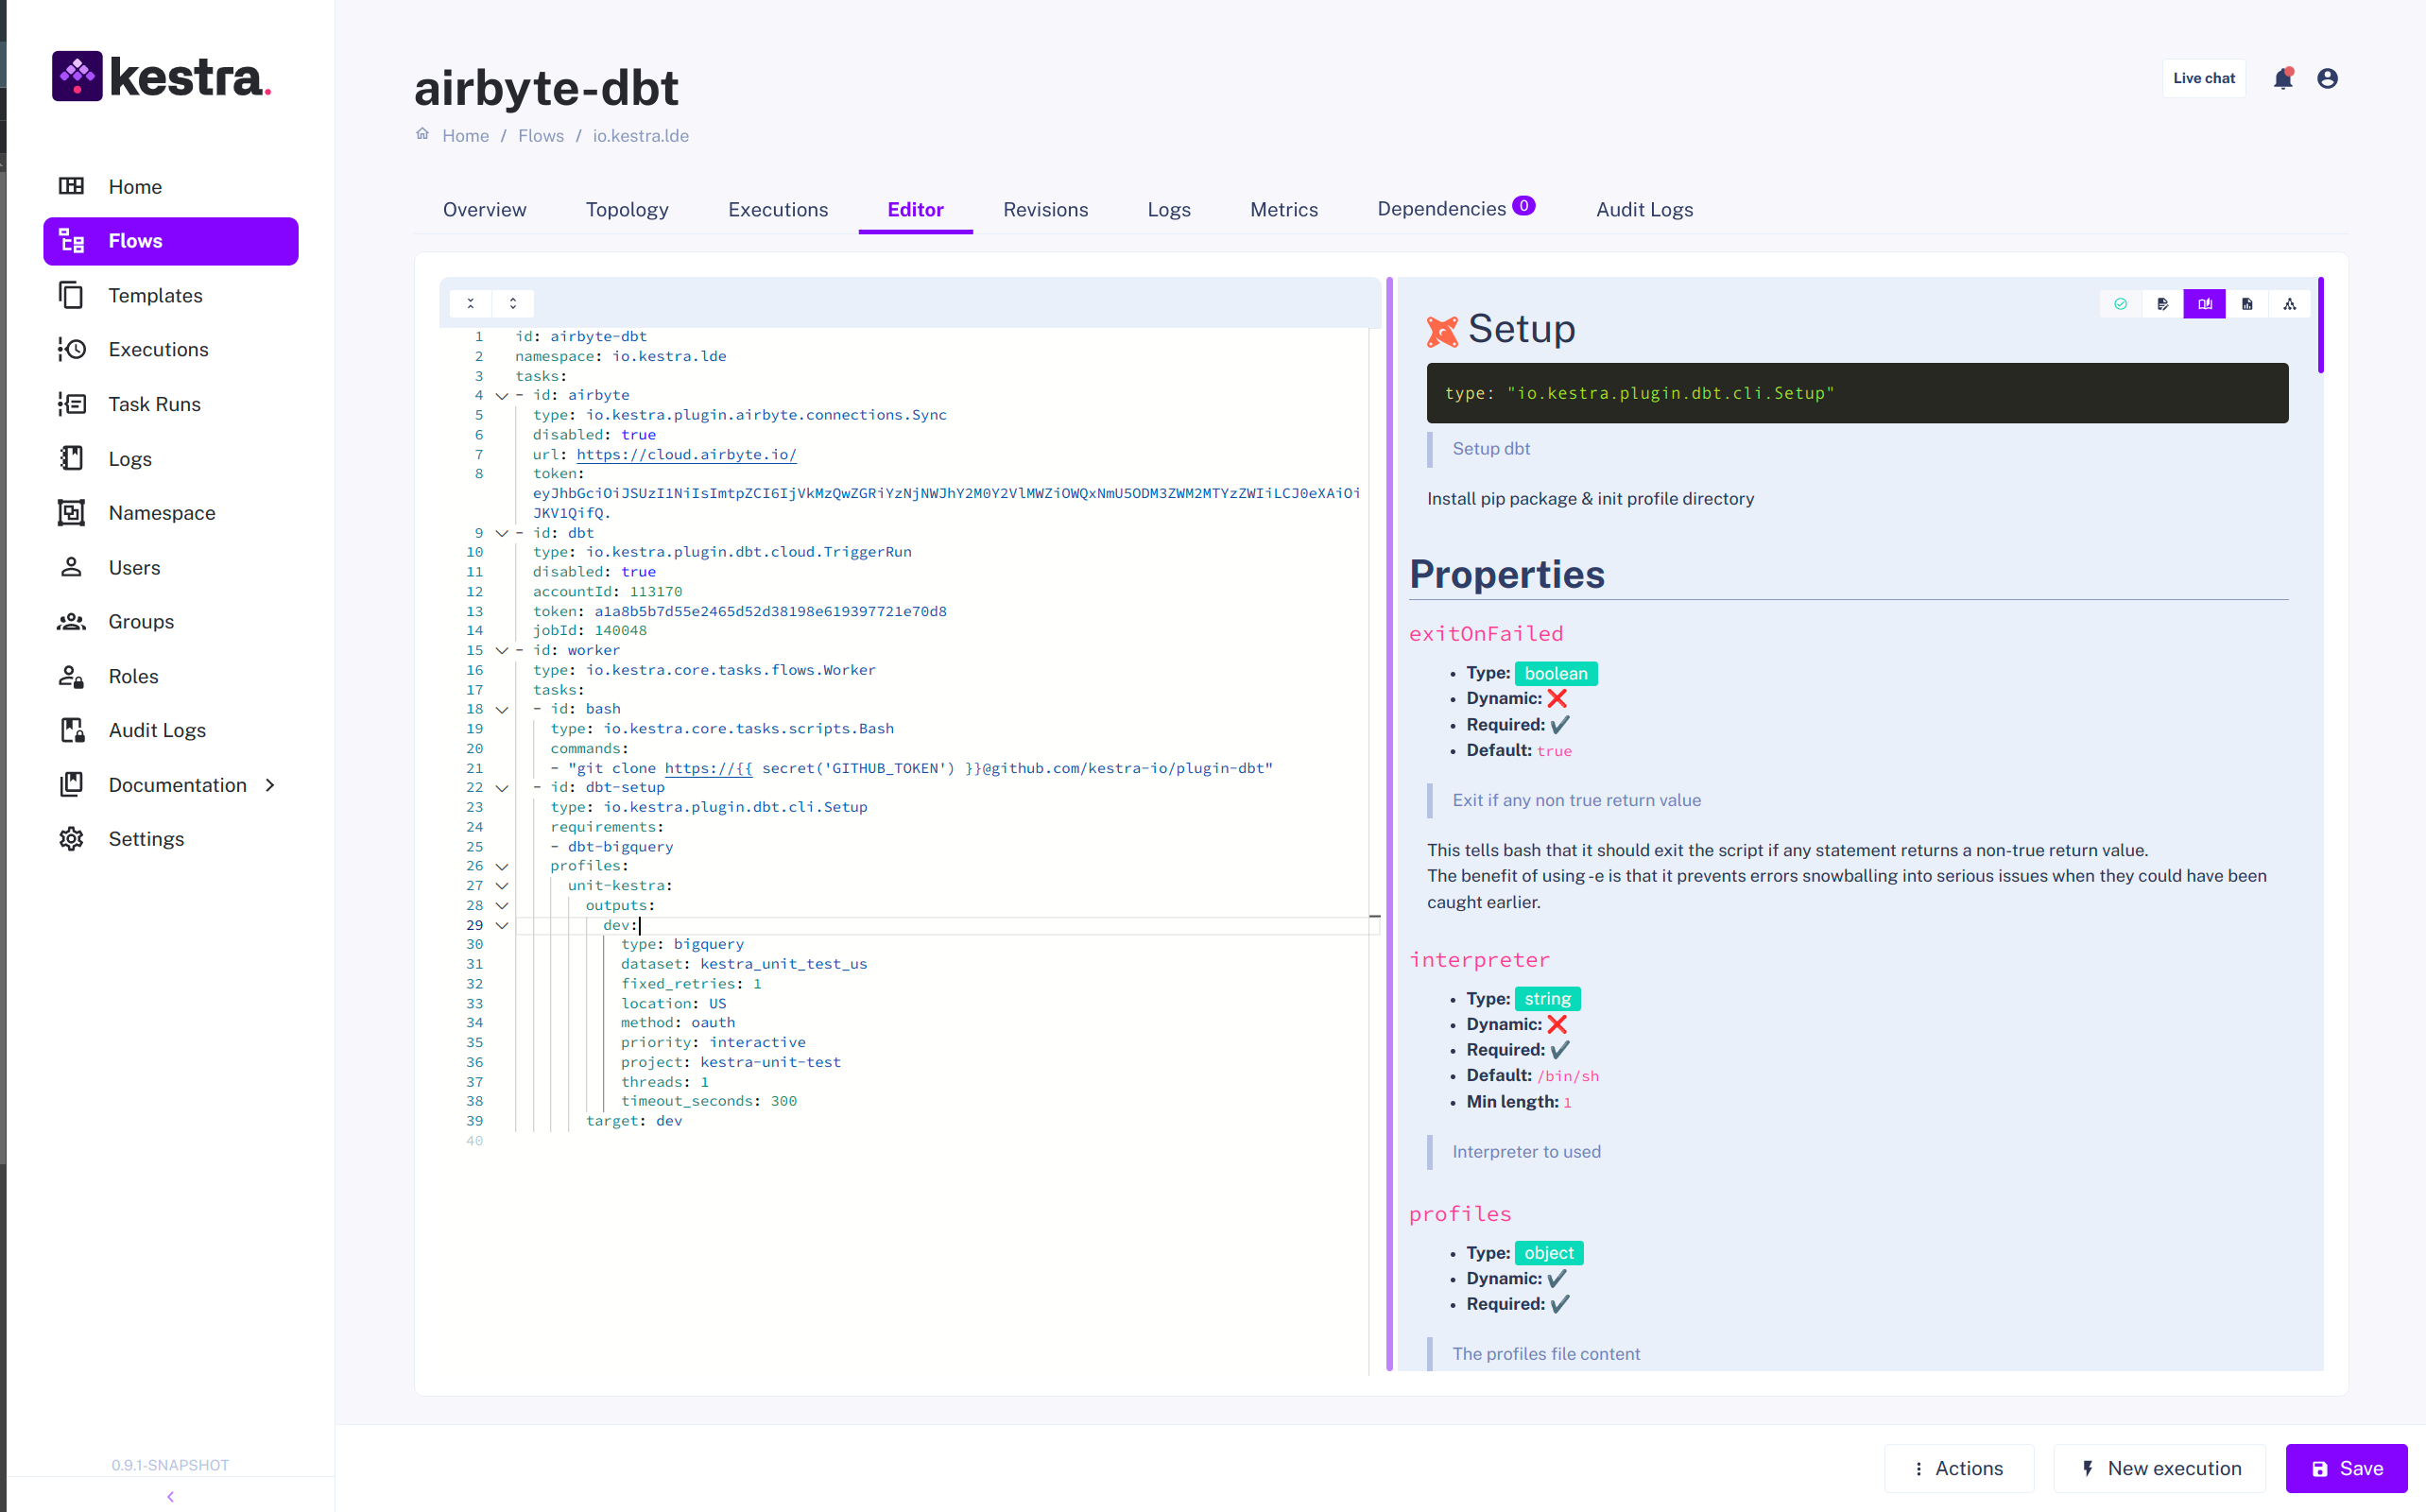 kestra.
Home
Flows
Templates
Executions
Task Runs
Logs
Namespace
Users
Groups
Roles
Audit Logs
Documentation
Settings
0.9.1-SNAPSHOT
airbyte-dbt
Home / Flows / io.kestra.lde
Live chat
Overview Topology Executions Editor Revisions Logs Metrics Dependencies 0 Audit Logs
1 id: airbyte-dbt
2 namespace: io.kestra.lde
3 tasks:
4 - id: airbyte
5 type: io.kestra.plugin.airbyte.connections.Sync
6 disabled: true
7 url: https://cloud.airbyte.io/
8 token:
eyJhbGciOiJSUzI1NiIsImtpZCI6IjVkMzQwZGRiYzNjNWJhY2M0Y2VlMWZiOWQxNmU5ODM3ZWM2MTYzZWIiLCJ0eXAiOi
JKV1QifQ.
9 - id: dbt
10 type: io.kestra.plugin.dbt.cloud.TriggerRun
11 disabled: true
12 accountId: 113170
13 token: a1a8b5b7d55e2465d52d38198e619397721e70d8
14 jobId: 140048
15 - id: worker
16 type: io.kestra.core.tasks.flows.Worker
17 tasks:
18 - id: bash
19 type: io.kestra.core.tasks.scripts.Bash
20 commands:
21 - "git clone https://{{ secret('GITHUB_TOKEN') }}@github.com/kestra-io/plugin-dbt"
22 - id: dbt-setup
23 type: io.kestra.plugin.dbt.cli.Setup
24 requirements:
25 - dbt-bigquery
26 profiles:
27 unit-kestra:
28 outputs:
29 dev:
30 type: bigquery
31 dataset: kestra_unit_test_us
32 fixed_retries: 1
33 location: US
34 method: oauth
35 priority: interactive
36 project: kestra-unit-test
37 threads: 1
38 timeout_seconds: 300
39 target: dev
40
Setup
type: "io.kestra.plugin.dbt.cli.Setup"
Setup dbt
Install pip package & init profile directory
Properties
exitOnFailed
• Type: boolean
• Dynamic: ❌
• Required: ✔
• Default: true
Exit if any non true return value
This tells bash that it should exit the script if any statement returns a non-true return value.
The benefit of using -e is that it prevents errors snowballing into serious issues when they could have been
caught earlier.
interpreter
• Type: string
• Dynamic: ❌
• Required: ✔
• Default: /bin/sh
• Min length: 1
Interpreter to used
profiles
• Type: object
• Dynamic: ✔
• Required: ✔
The profiles file content
Actions
New execution
Save